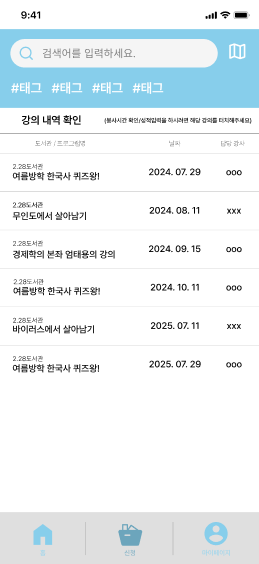 9:41
검색어를 입력하세요.
#태그 #태그 #태그 #태그
강의 내역 확인 (봉사시간 확인/성적입력을 하시려면 해당 강의를 터치해주세요)
도서관 / 프로그램명 날짜 담당 강사
2.28도서관
여름방학 한국사 퀴즈왕! 2024. 07. 29 ooo
2.28도서관
무인도에서 살아남기 2024. 08. 11 xxx
2.28도서관
경제학의 본좌 엄태용의 강의 2024. 09. 15 ooo
2.28도서관
여름방학 한국사 퀴즈왕! 2024. 10. 11 ooo
2.28도서관
바이러스에서 살아남기 2025. 07. 11 xxx
2.28도서관
여름방학 한국사 퀴즈왕! 2025. 07. 29 ooo
홈 신청 마이페이지